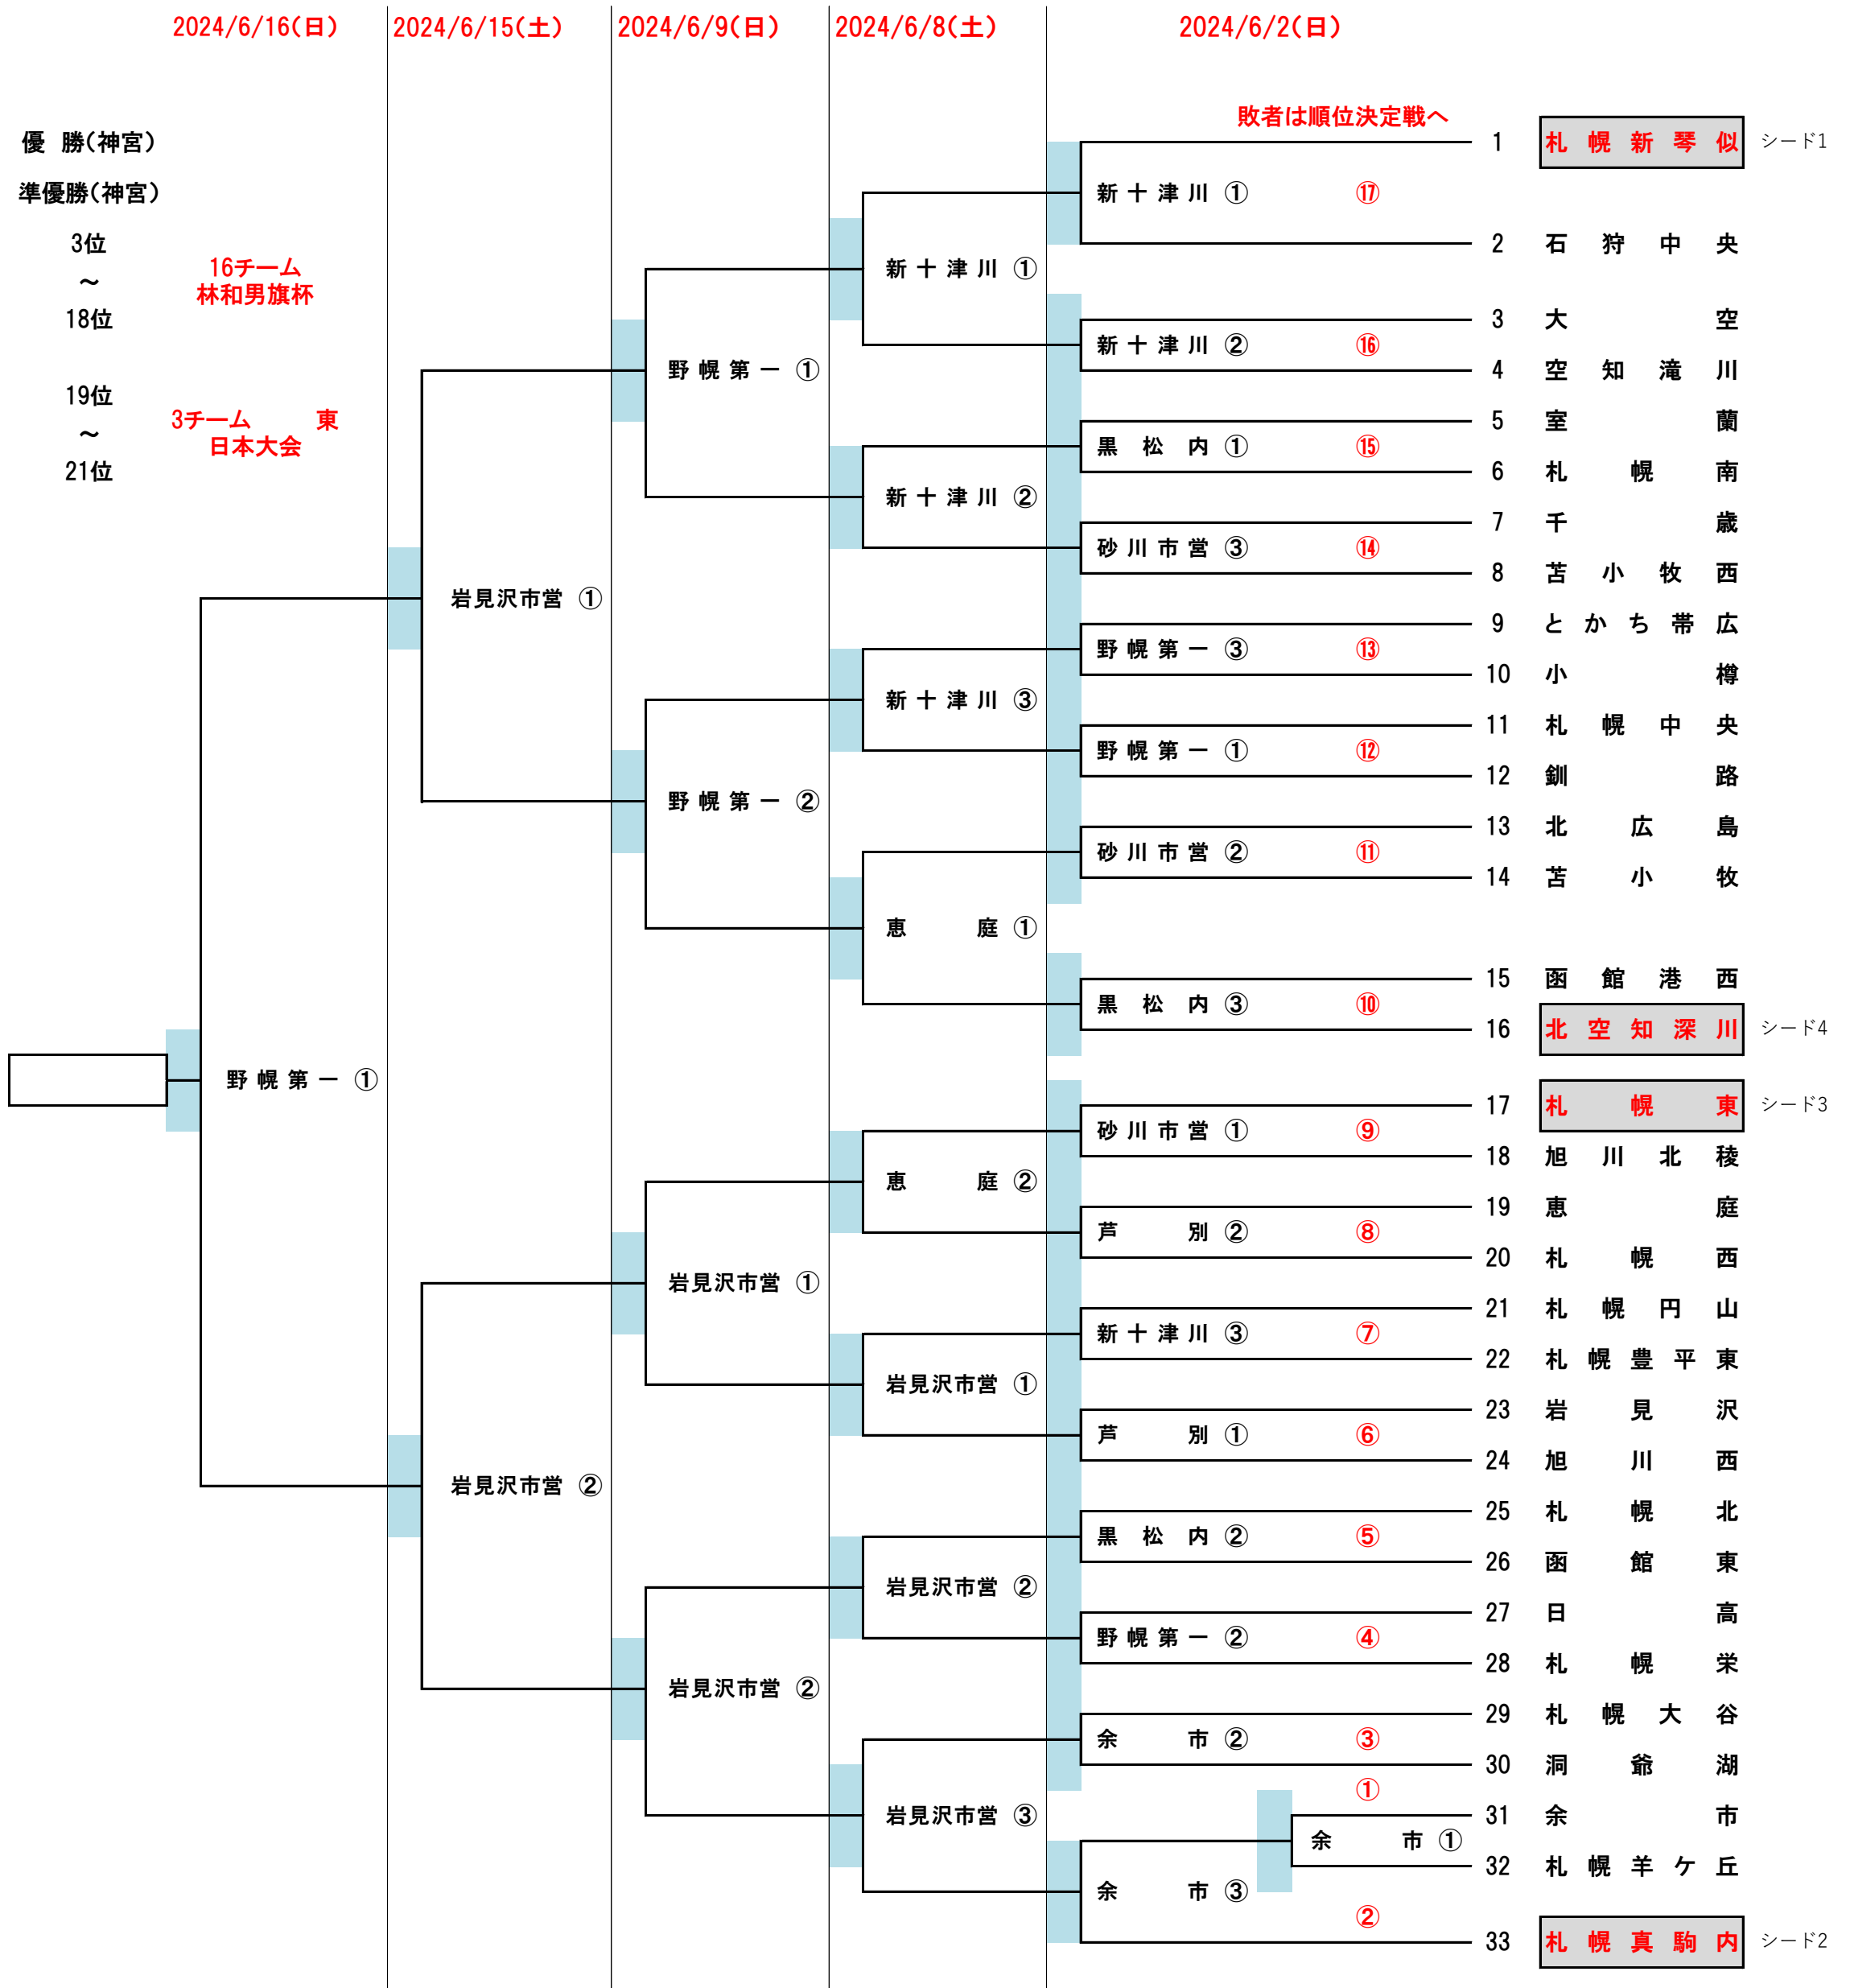 2024/6/16(日) 2024/6/15(土) 2024/6/9(日) 2024/6/8(土) 2024/6/2(日)
敗者は順位決定戦へ
優 勝(神宮)
準優勝(神宮)
3位
～
18位
16チーム
林和男旗杯
19位
～
21位
3チーム 東
日本大会
野幌第一 ①
岩見沢市営 ①
岩見沢市営 ②
野幌第一 ①
野幌第一 ②
岩見沢市営 ①
岩見沢市営 ②
新十津川 ①
新十津川 ②
新十津川 ③
恵庭 ①
恵庭 ②
岩見沢市営 ①
岩見沢市営 ②
岩見沢市営 ③
新十津川 ① ⑰
新十津川 ② ⑯
黒松内 ① ⑮
砂川市営 ③ ⑭
野幌第一 ③ ⑬
野幌第一 ① ⑫
砂川市営 ② ⑪
黒松内 ③ ⑩
砂川市営 ① ⑨
芦別 ② ⑧
新十津川 ③ ⑦
芦別 ① ⑥
黒松内 ② ⑤
野幌第一 ② ④
余市 ② ③
①
余市 ①
余市 ③
②
1 札幌新琴似 シード1
2 石狩中央
3 大空
4 空知滝川
5 室蘭
6 札幌南
7 千歳
8 苫小牧西
9 とかち帯広
10 小樽
11 札幌中央
12 釧路
13 北広島
14 苫小牧
15 函館港西
16 北空知深川 シード4
17 札幌東 シード3
18 旭川北稜
19 恵庭
20 札幌西
21 札幌円山
22 札幌豊平東
23 岩見沢
24 旭川西
25 札幌北
26 函館東
27 日高
28 札幌栄
29 札幌大谷
30 洞爺湖
31 余市
32 札幌羊ケ丘
33 札幌真駒内 シード2